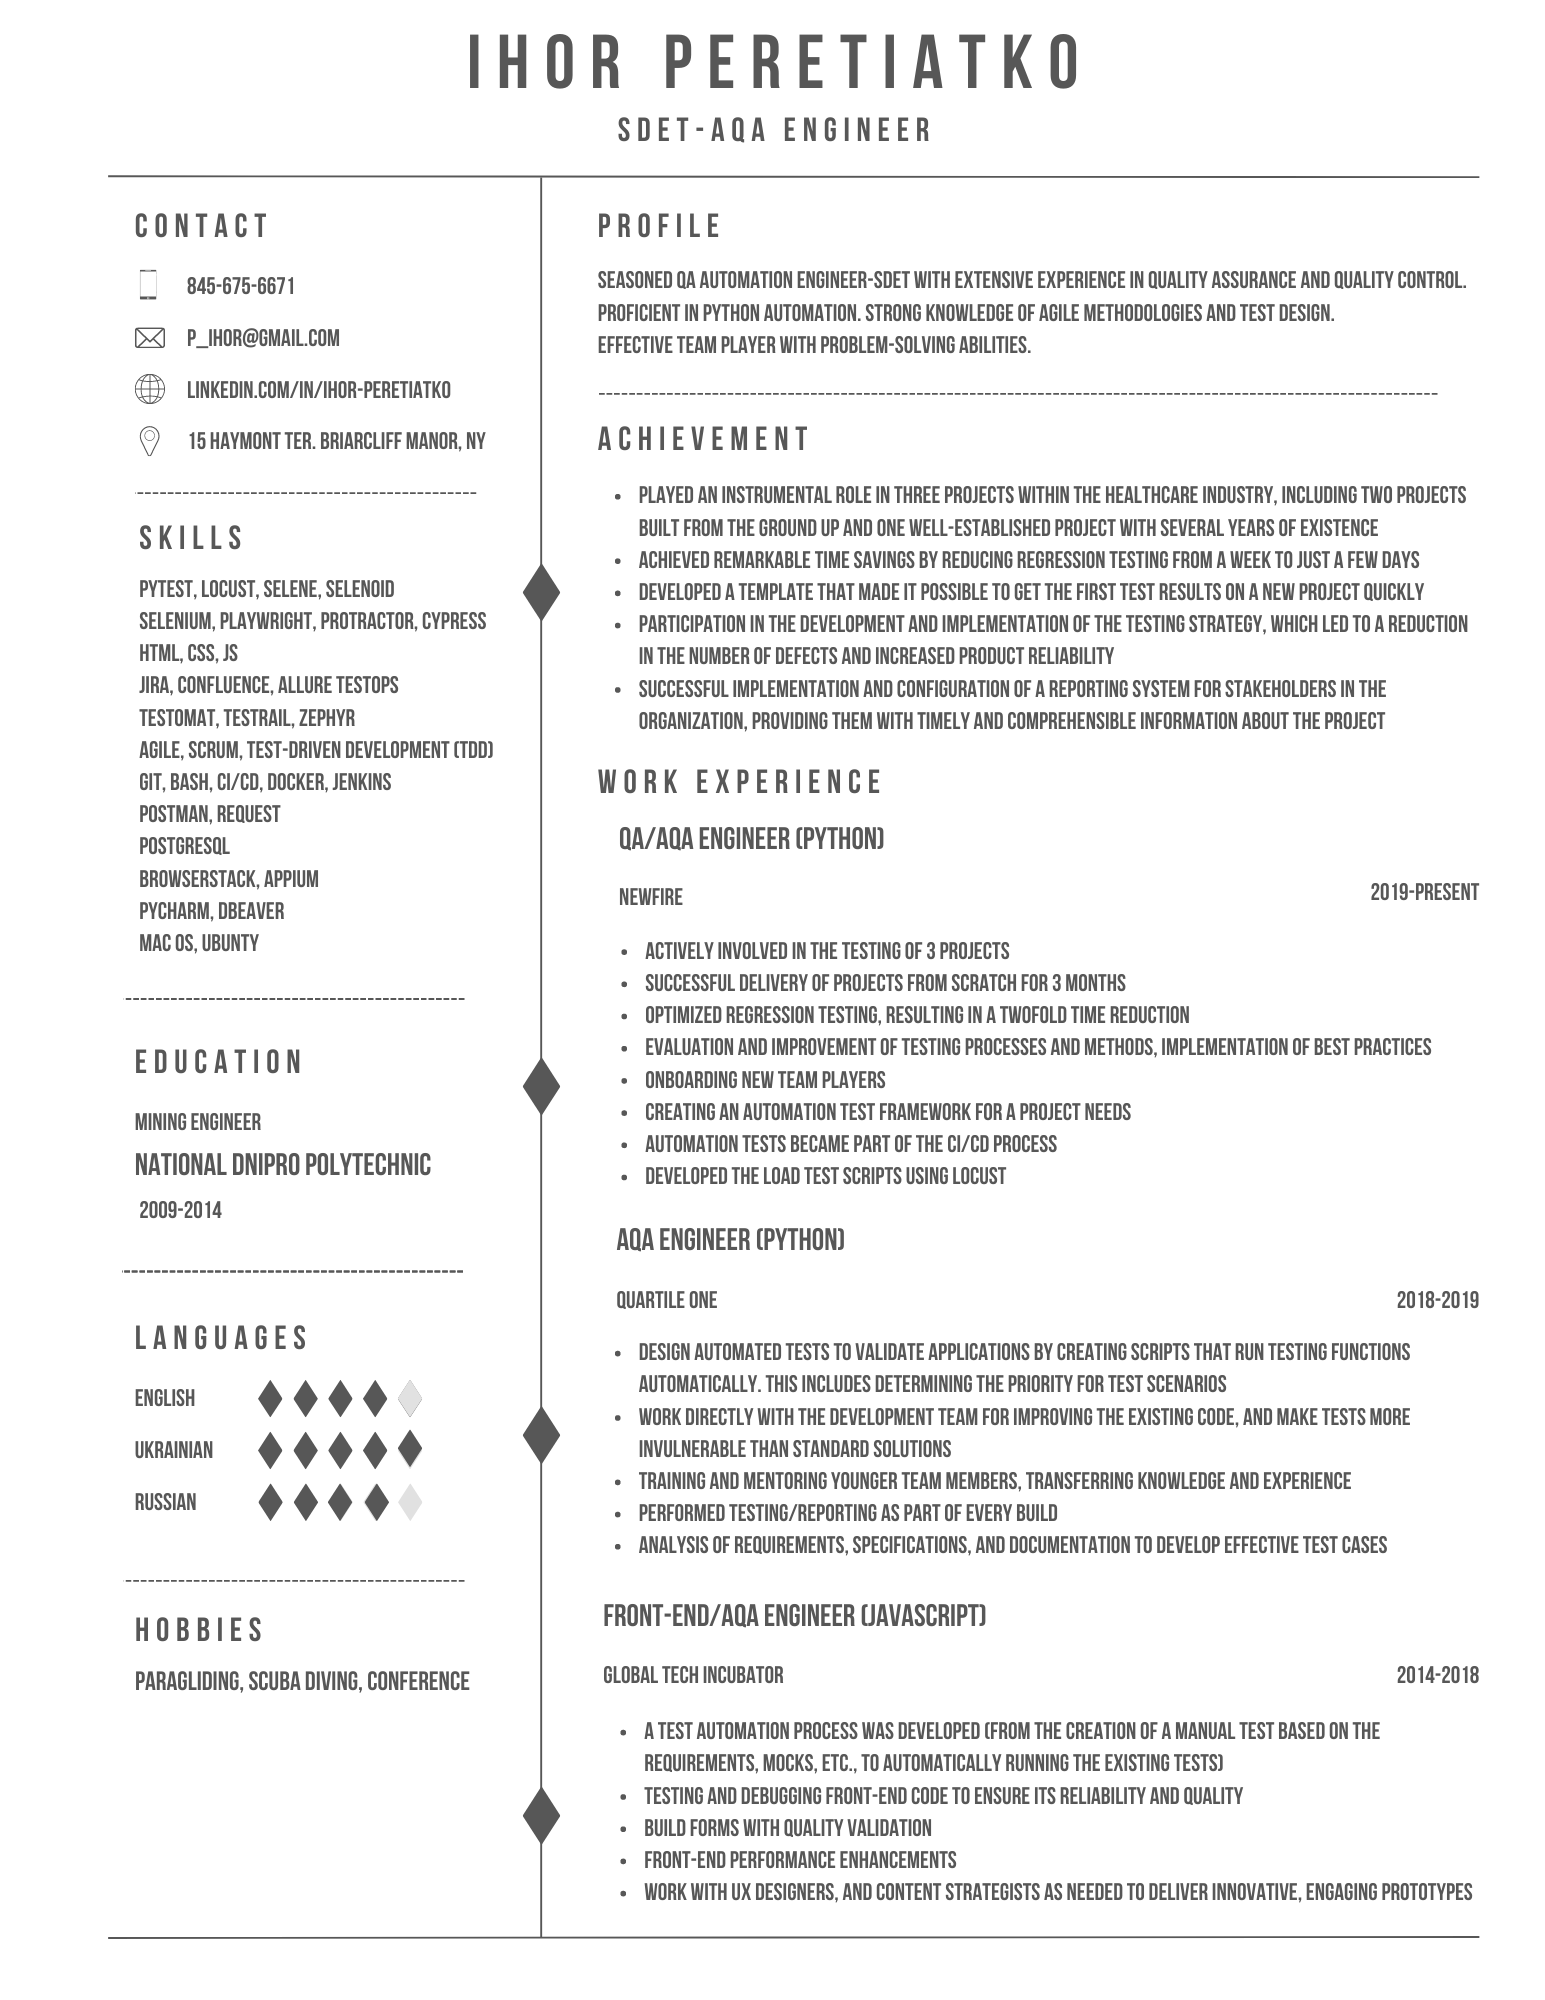 IHOR PERETIATKO
SDET-AQA ENGINEER
CONTACT
845-675-6671
P_IHOR@GMAIL.COM
LINKEDIN.COM/IN/IHOR-PERETIATKO
15 HAYMONT TER. BRIARCLIFF MANOR, NY
SKILLS
PYTEST, LOCUST, SELENE, SELENOID
SELENIUM, PLAYWRIGHT, PROTRACTOR, CYPRESS
HTML, CSS, JS
JIRA, CONFLUENCE, ALLURE TESTOPS
TESTOMAT, TESTRAIL, ZEPHYR
AGILE, SCRUM, TEST-DRIVEN DEVELOPMENT (TDD)
GIT, BASH, CI/CD, DOCKER, JENKINS
POSTMAN, REQUEST
POSTGRESQL
BROWSERSTACK, APPIUM
PYCHARM, DBEAVER
MAC OS, UBUNTY
EDUCATION
MINING ENGINEER
NATIONAL DNIPRO POLYTECHNIC
2009-2014
LANGUAGES
ENGLISH
UKRAINIAN
RUSSIAN
HOBBIES
PARAGLIDING, SCUBA DIVING, CONFERENCE
PROFILE
SEASONED QA AUTOMATION ENGINEER-SDET WITH EXTENSIVE EXPERIENCE IN QUALITY ASSURANCE AND QUALITY CONTROL.
PROFICIENT IN PYTHON AUTOMATION. STRONG KNOWLEDGE OF AGILE METHODOLOGIES AND TEST DESIGN.
EFFECTIVE TEAM PLAYER WITH PROBLEM-SOLVING ABILITIES.
ACHIEVEMENT
• PLAYED AN INSTRUMENTAL ROLE IN THREE PROJECTS WITHIN THE HEALTHCARE INDUSTRY, INCLUDING TWO PROJECTS
BUILT FROM THE GROUND UP AND ONE WELL-ESTABLISHED PROJECT WITH SEVERAL YEARS OF EXISTENCE
• ACHIEVED REMARKABLE TIME SAVINGS BY REDUCING REGRESSION TESTING FROM A WEEK TO JUST A FEW DAYS
• DEVELOPED A TEMPLATE THAT MADE IT POSSIBLE TO GET THE FIRST TEST RESULTS ON A NEW PROJECT QUICKLY
• PARTICIPATION IN THE DEVELOPMENT AND IMPLEMENTATION OF THE TESTING STRATEGY, WHICH LED TO A REDUCTION
IN THE NUMBER OF DEFECTS AND INCREASED PRODUCT RELIABILITY
• SUCCESSFUL IMPLEMENTATION AND CONFIGURATION OF A REPORTING SYSTEM FOR STAKEHOLDERS IN THE
ORGANIZATION, PROVIDING THEM WITH TIMELY AND COMPREHENSIBLE INFORMATION ABOUT THE PROJECT
WORK EXPERIENCE
QA/AQA ENGINEER (PYTHON)
NEWFIRE 2019-PRESENT
• ACTIVELY INVOLVED IN THE TESTING OF 3 PROJECTS
• SUCCESSFUL DELIVERY OF PROJECTS FROM SCRATCH FOR 3 MONTHS
• OPTIMIZED REGRESSION TESTING, RESULTING IN A TWOFOLD TIME REDUCTION
• EVALUATION AND IMPROVEMENT OF TESTING PROCESSES AND METHODS, IMPLEMENTATION OF BEST PRACTICES
• ONBOARDING NEW TEAM PLAYERS
• CREATING AN AUTOMATION TEST FRAMEWORK FOR A PROJECT NEEDS
• AUTOMATION TESTS BECAME PART OF THE CI/CD PROCESS
• DEVELOPED THE LOAD TEST SCRIPTS USING LOCUST
AQA ENGINEER (PYTHON)
QUARTILE ONE 2018-2019
• DESIGN AUTOMATED TESTS TO VALIDATE APPLICATIONS BY CREATING SCRIPTS THAT RUN TESTING FUNCTIONS
AUTOMATICALLY. THIS INCLUDES DETERMINING THE PRIORITY FOR TEST SCENARIOS
• WORK DIRECTLY WITH THE DEVELOPMENT TEAM FOR IMPROVING THE EXISTING CODE, AND MAKE TESTS MORE
INVULNERABLE THAN STANDARD SOLUTIONS
• TRAINING AND MENTORING YOUNGER TEAM MEMBERS, TRANSFERRING KNOWLEDGE AND EXPERIENCE
• PERFORMED TESTING/REPORTING AS PART OF EVERY BUILD
• ANALYSIS OF REQUIREMENTS, SPECIFICATIONS, AND DOCUMENTATION TO DEVELOP EFFECTIVE TEST CASES
FRONT-END/AQA ENGINEER (JAVASCRIPT)
GLOBAL TECH INCUBATOR 2014-2018
• A TEST AUTOMATION PROCESS WAS DEVELOPED (FROM THE CREATION OF A MANUAL TEST BASED ON THE
REQUIREMENTS, MOCKS, ETC., TO AUTOMATICALLY RUNNING THE EXISTING TESTS)
• TESTING AND DEBUGGING FRONT-END CODE TO ENSURE ITS RELIABILITY AND QUALITY
• BUILD FORMS WITH QUALITY VALIDATION
• FRONT-END PERFORMANCE ENHANCEMENTS
• WORK WITH UX DESIGNERS, AND CONTENT STRATEGISTS AS NEEDED TO DELIVER INNOVATIVE, ENGAGING PROTOTYPES